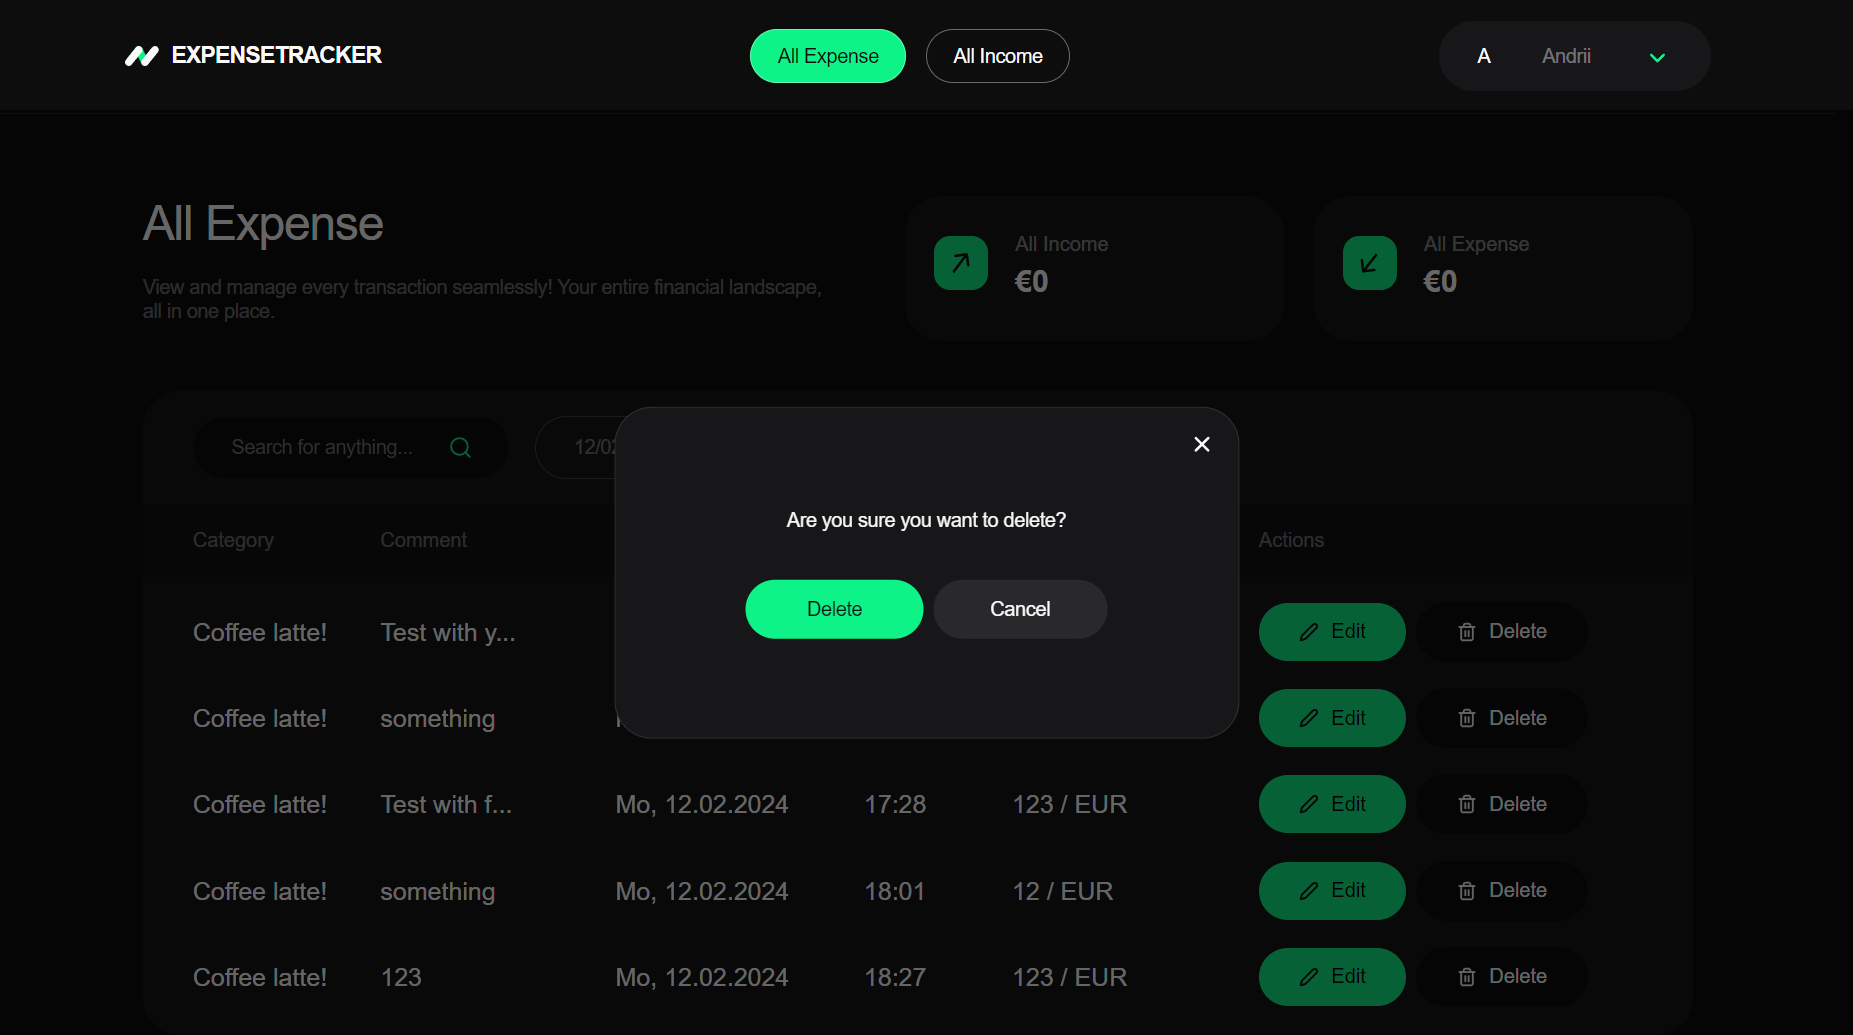 EXPENSETRACKER
All Expense
All Income
A
Andrii
All Expense
View and manage every transaction seamlessly! Your entire financial landscape,
all in one place.
All Income
€0
All Expense
€0
Search for anything...
Are you sure you want to delete?
Delete
Cancel
Category Comment Actions
Coffee latte! Test with y... Edit Delete
Coffee latte! something Edit Delete
Coffee latte! Test with f... Mo, 12.02.2024 17:28 123 / EUR Edit Delete
Coffee latte! something Mo, 12.02.2024 18:01 12 / EUR Edit Delete
Coffee latte! 123 Mo, 12.02.2024 18:27 123 / EUR Edit Delete